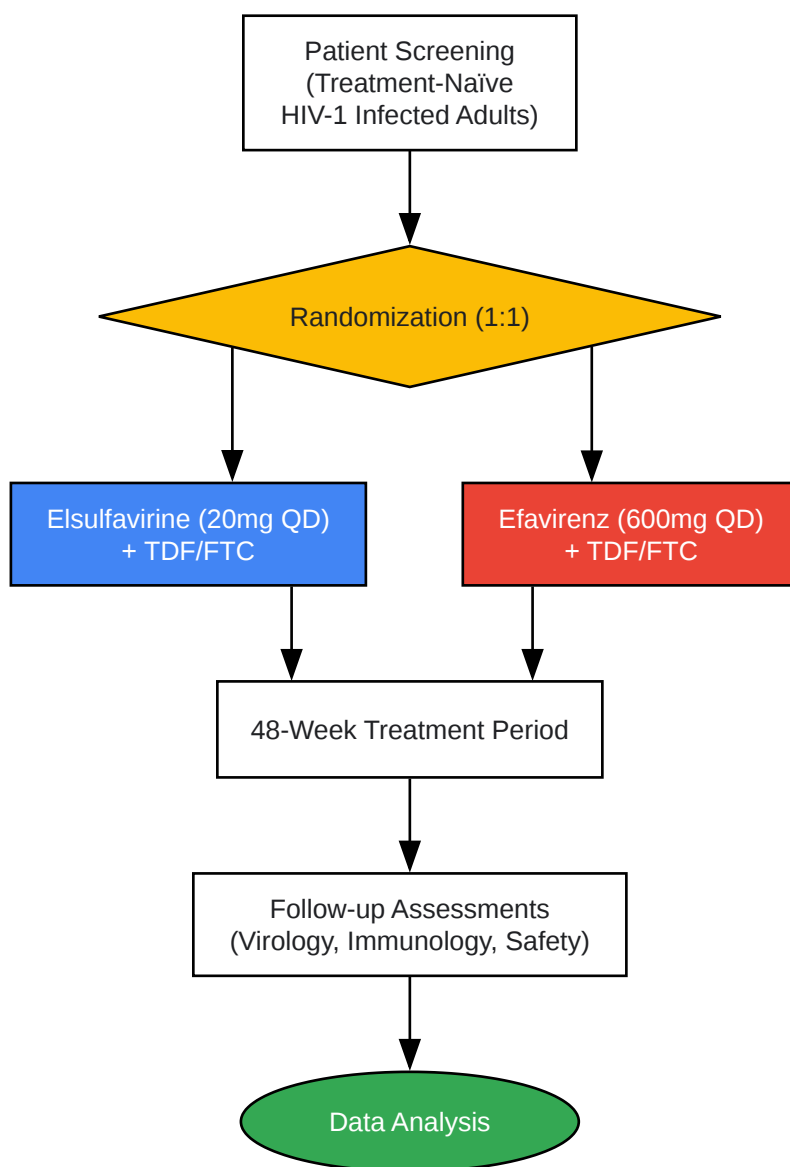 Patient Screening
(Treatment-Naïve
HIV-1 Infected Adults)
Randomization (1:1)
Elsulfavirine (20mg QD)
+ TDF/FTC
Efavirenz (600mg QD)
+ TDF/FTC
48-Week Treatment Period
Follow-up Assessments
(Virology, Immunology, Safety)
Data Analysis